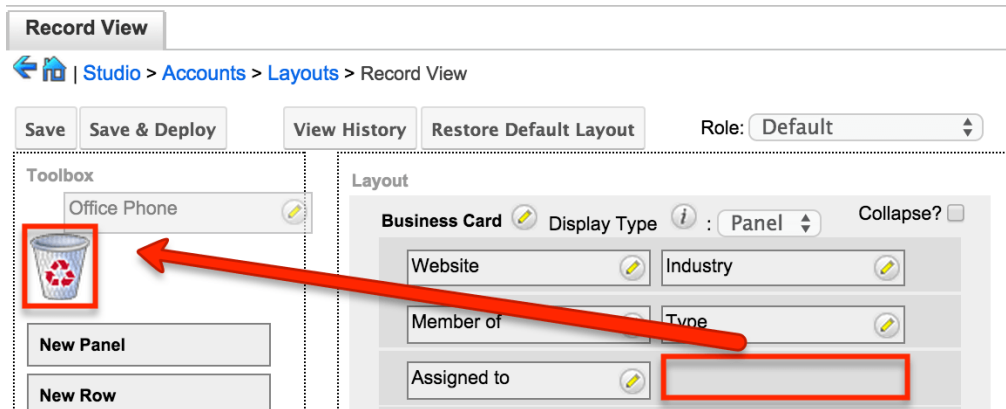 Record View
| Studio > Accounts > Layouts > Record View
Save Save & Deploy View History Restore Default Layout Role: Default
Toolbox
Office Phone
New Panel
New Row
Layout
Business Card Display Type i : Panel Collapse?
Website Industry
Member of Type
Assigned to